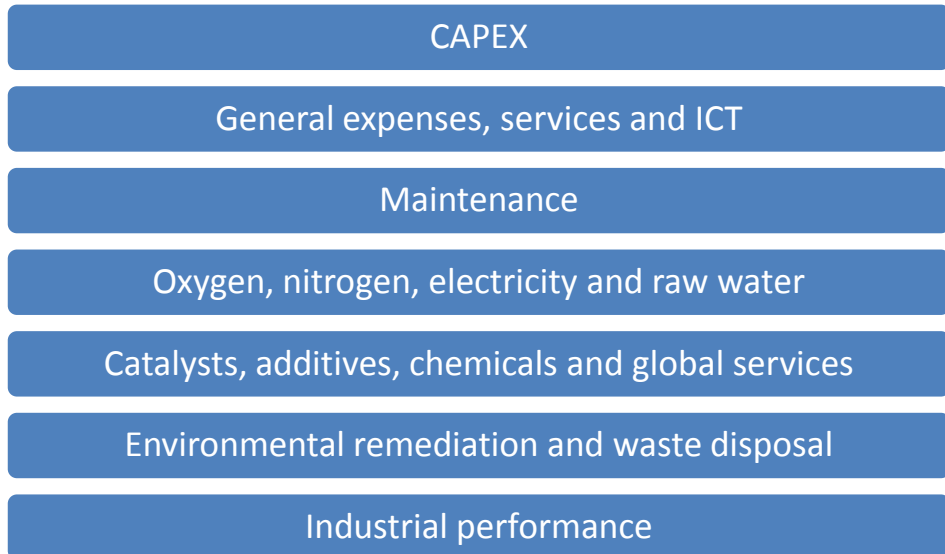 CAPEX
General expenses, services and ICT
Maintenance
Oxygen, nitrogen, electricity and raw water
Catalysts, additives, chemicals and global services
Environmental remediation and waste disposal
Industrial performance